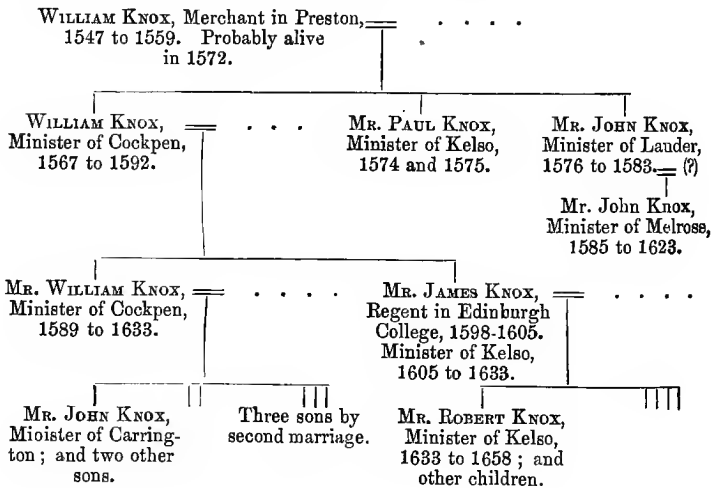 WILLIAM KNOX, Merchant in Preston, . . . .
1547 to 1559. Probably alive
in 1572.
WILLIAM KNOX, . . . .
Minister of Cockpen,
1567 to 1592.
MR. PAUL KNOX,
Minister of Kelso,
1574 and 1575.
MR. JOHN KNOX,
Minister of Lauder,
1576 to 1583. (?)
Mr. John Knox,
Minister of Melrose,
1585 to 1623.
MR. WILLIAM KNOX, . . . .
Minister of Cockpen,
1589 to 1633.
MR. JAMES KNOX, . . . .
Regent in Edinburgh
College, 1598-1605.
Minister of Kelso,
1605 to 1633.
MR. JOHN KNOX,
Mioister of Carring-
ton ; and two other
sons.
Three sons by
second marriage.
MR. ROBERT KNOX,
Minister of Kelso,
1633 to 1658 ; and
other children.